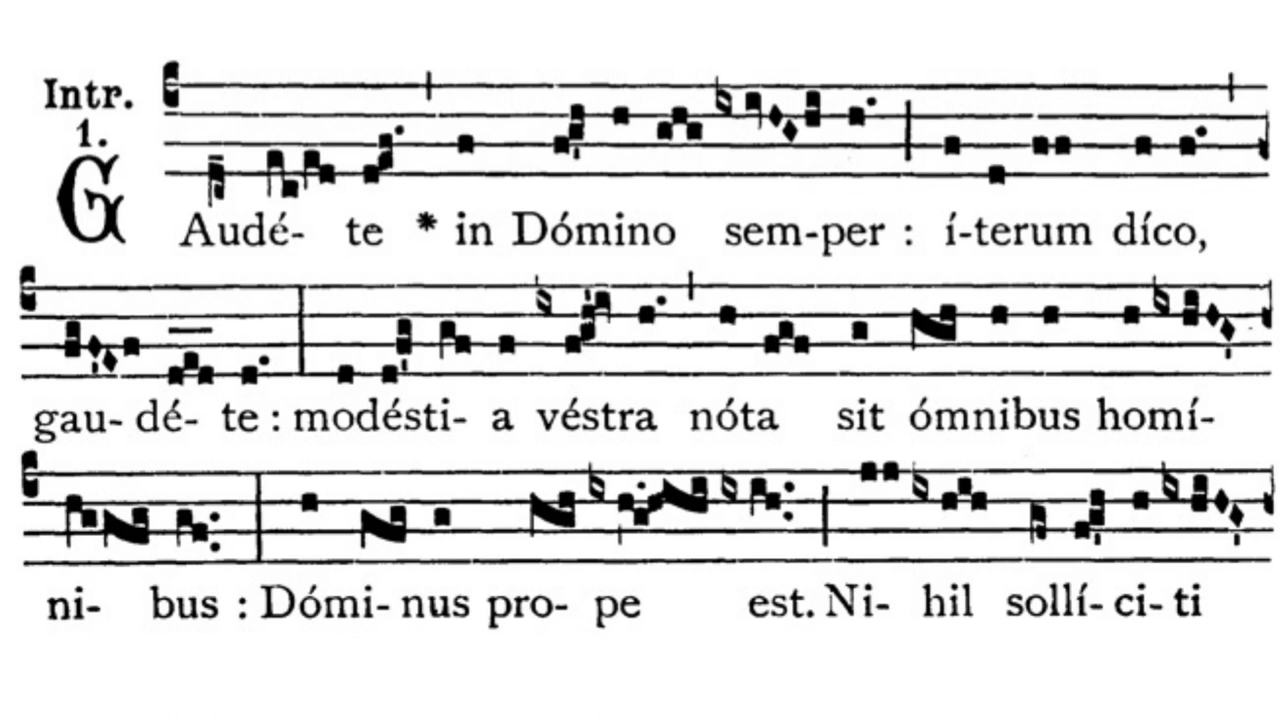 Intr.
1.
GAudé- te * in Dómino sem-per : í-terum díco,
gau- dé- te : modésti- a véstra nóta sit ómnibus homí-
ni- bus : Dómi- nus pro- pe est. Ni- hil sollí- ci- ti